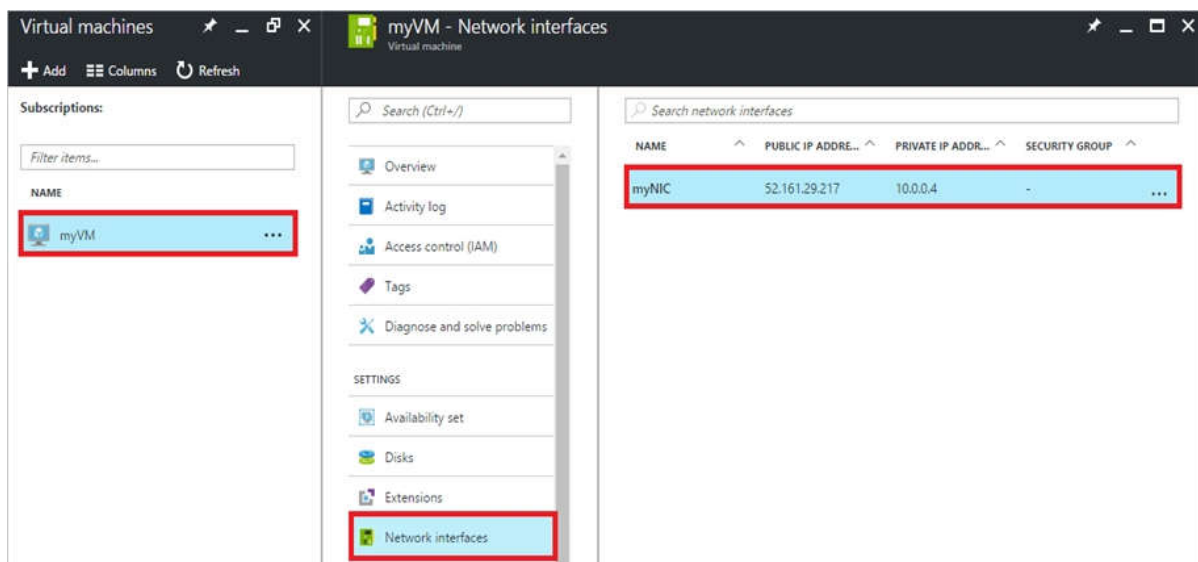 Virtual machines
Add Columns Refresh
Subscriptions:
Filter items...
NAME
myVM ...
myVM - Network interfaces
Virtual machine
Search (Ctrl+/)
Overview
Activity log
Access control (IAM)
Tags
Diagnose and solve problems
SETTINGS
Availability set
Disks
Extensions
Network interfaces
Search network interfaces
NAME PUBLIC IP ADDRE... PRIVATE IP ADDR... SECURITY GROUP
myNIC 52.161.29.217 10.0.0.4 - ...